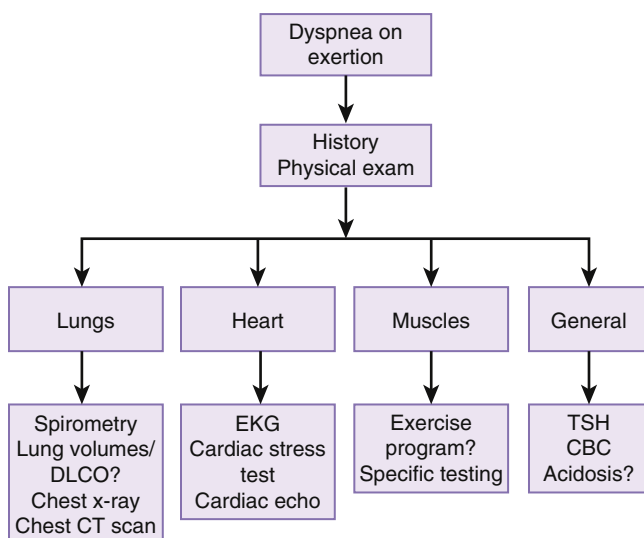 Dyspnea on
exertion
History
Physical exam
Lungs
Heart
Muscles
General
Spirometry
Lung volumes/
DLCO?
Chest x-ray
Chest CT scan
EKG
Cardiac stress
test
Cardiac echo
Exercise
program?
Specific testing
TSH
CBC
Acidosis?